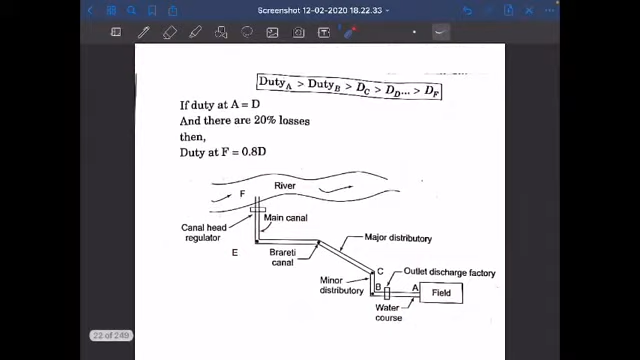 Screenshot 12-02-2020 18.22.33
Duty_A > Duty_B > D_C > D_D... > D_F
If duty at A = D
And there are 20% losses
then,
Duty at F = 0.8D
F
River
Main canal
Canal head
regulator
E
Brareti
canal
Major distributory
C
Outlet discharge factory
Minor
distributory
B
A
Field
Water
course
22 of 249